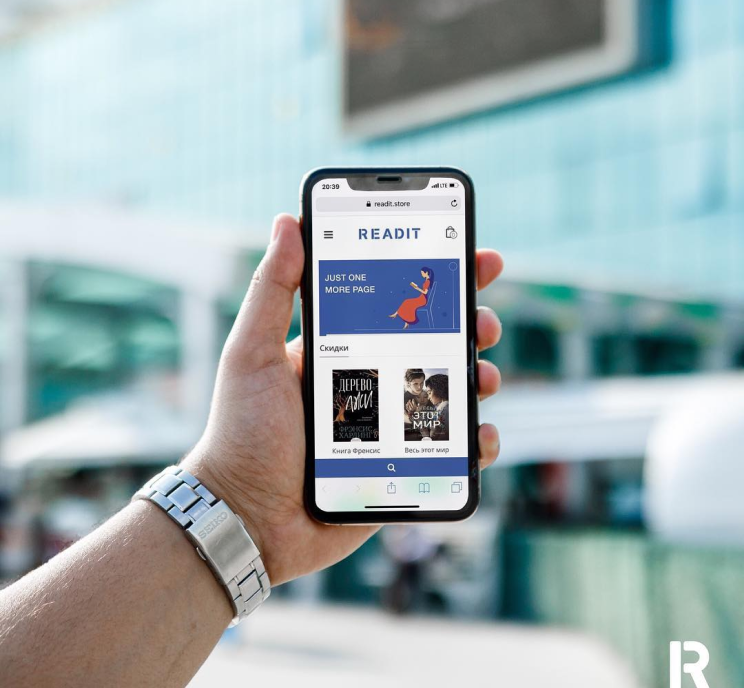 20:39
LTE
readit.store
READIT
JUST ONE
MORE PAGE
Скидки
ДЕРЕВО
ЛЖИ
ФРЭНСИС
ХАРДИНГ
ЭТОТ
МИР
Книга Френсис
Весь этот мир
SEIKO
R